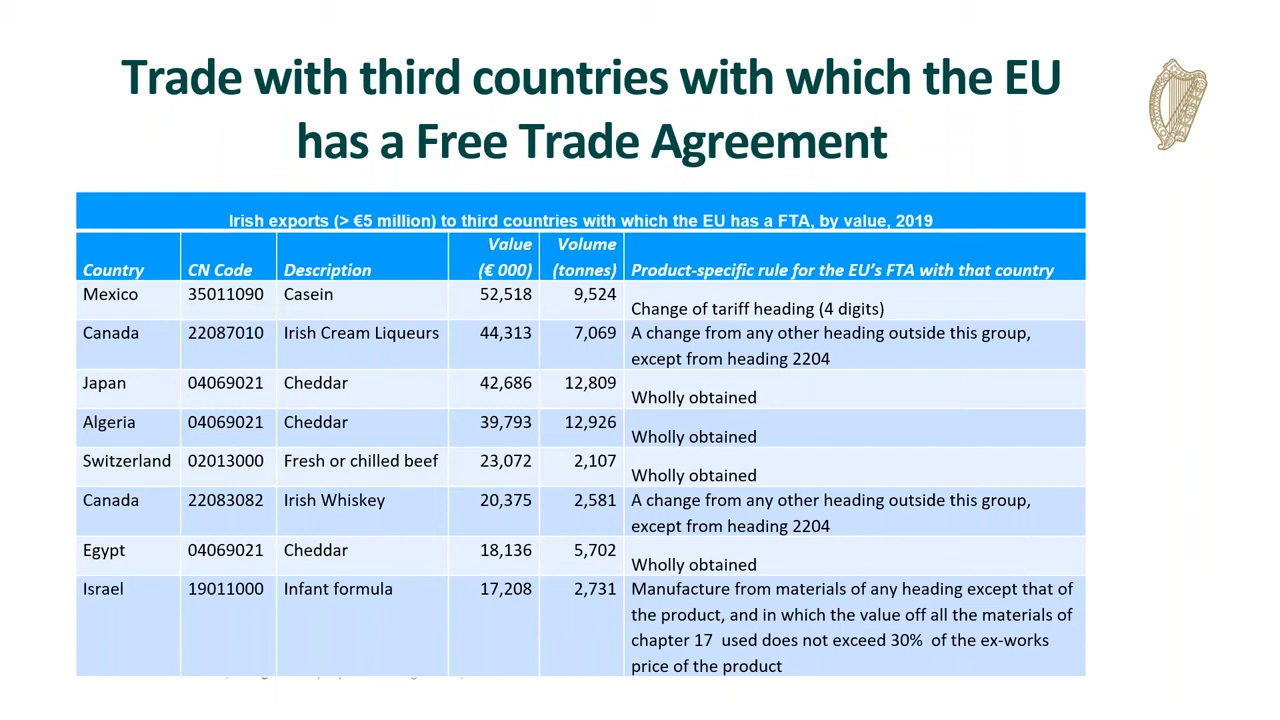 Trade with third countries with which the EU
has a Free Trade Agreement
Irish exports (> €5 million) to third countries with which the EU has a FTA, by value, 2019
Country CN Code Description Value (€ 000) Volume (tonnes) Product-specific rule for the EU's FTA with that country
Mexico 35011090 Casein 52,518 9,524 Change of tariff heading (4 digits)
Canada 22087010 Irish Cream Liqueurs 44,313 7,069 A change from any other heading outside this group,
except from heading 2204
Japan 04069021 Cheddar 42,686 12,809 Wholly obtained
Algeria 04069021 Cheddar 39,793 12,926 Wholly obtained
Switzerland 02013000 Fresh or chilled beef 23,072 2,107 Wholly obtained
Canada 22083082 Irish Whiskey 20,375 2,581 A change from any other heading outside this group,
except from heading 2204
Egypt 04069021 Cheddar 18,136 5,702 Wholly obtained
Israel 19011000 Infant formula 17,208 2,731 Manufacture from materials of any heading except that of
the product, and in which the value off all the materials of
chapter 17 used does not exceed 30% of the ex-works
price of the product